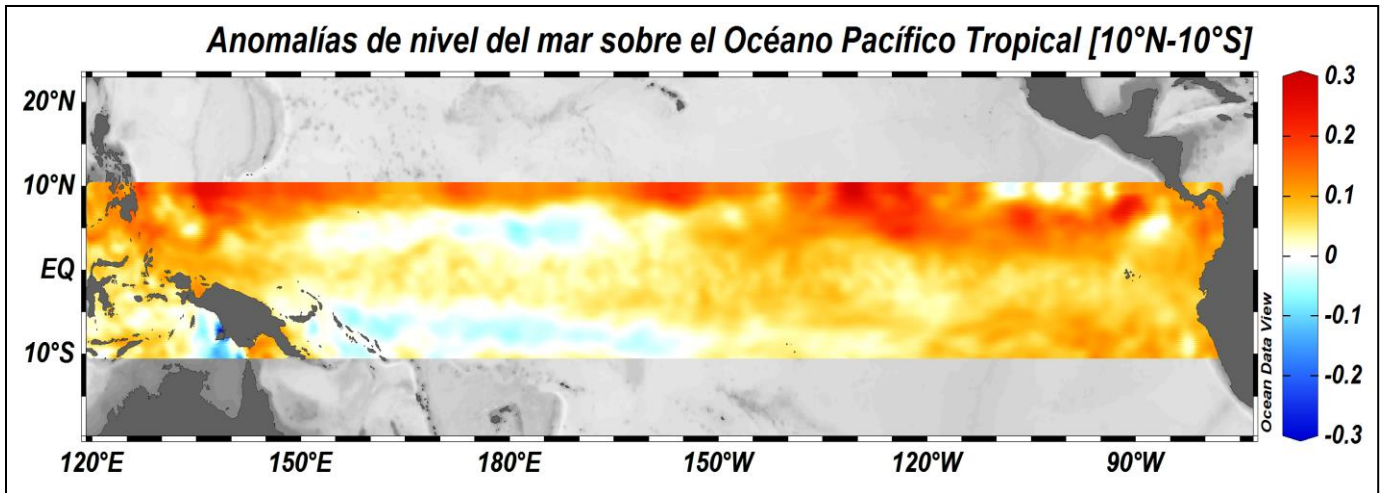 Anomalías de nivel del mar sobre el Océano Pacífico Tropical [10°N-10°S]
20°N
10°N
EQ
10°S
120°E
150°E
180°E
150°W
120°W
90°W
0.3
0.2
0.1
0
-0.1
-0.2
-0.3
Ocean Data View